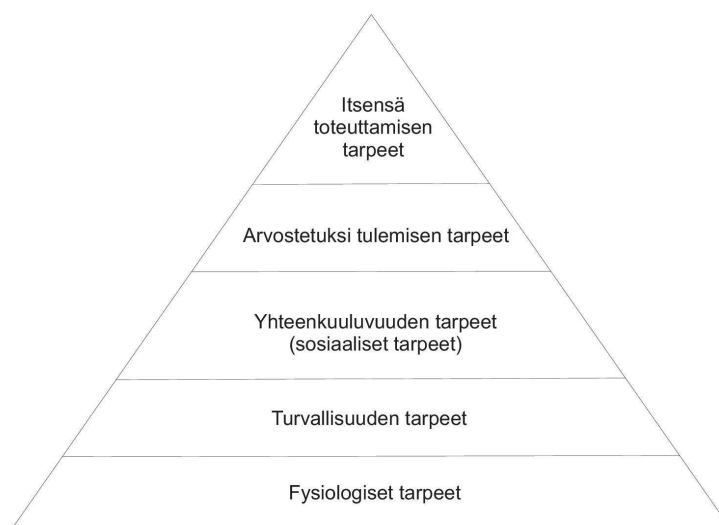 Itsensä
toteuttamisen
tarpeet
Arvostetuksi tulemisen tarpeet
Yhteenkuuluvuuden tarpeet
(sosiaaliset tarpeet)
Turvallisuuden tarpeet
Fysiologiset tarpeet